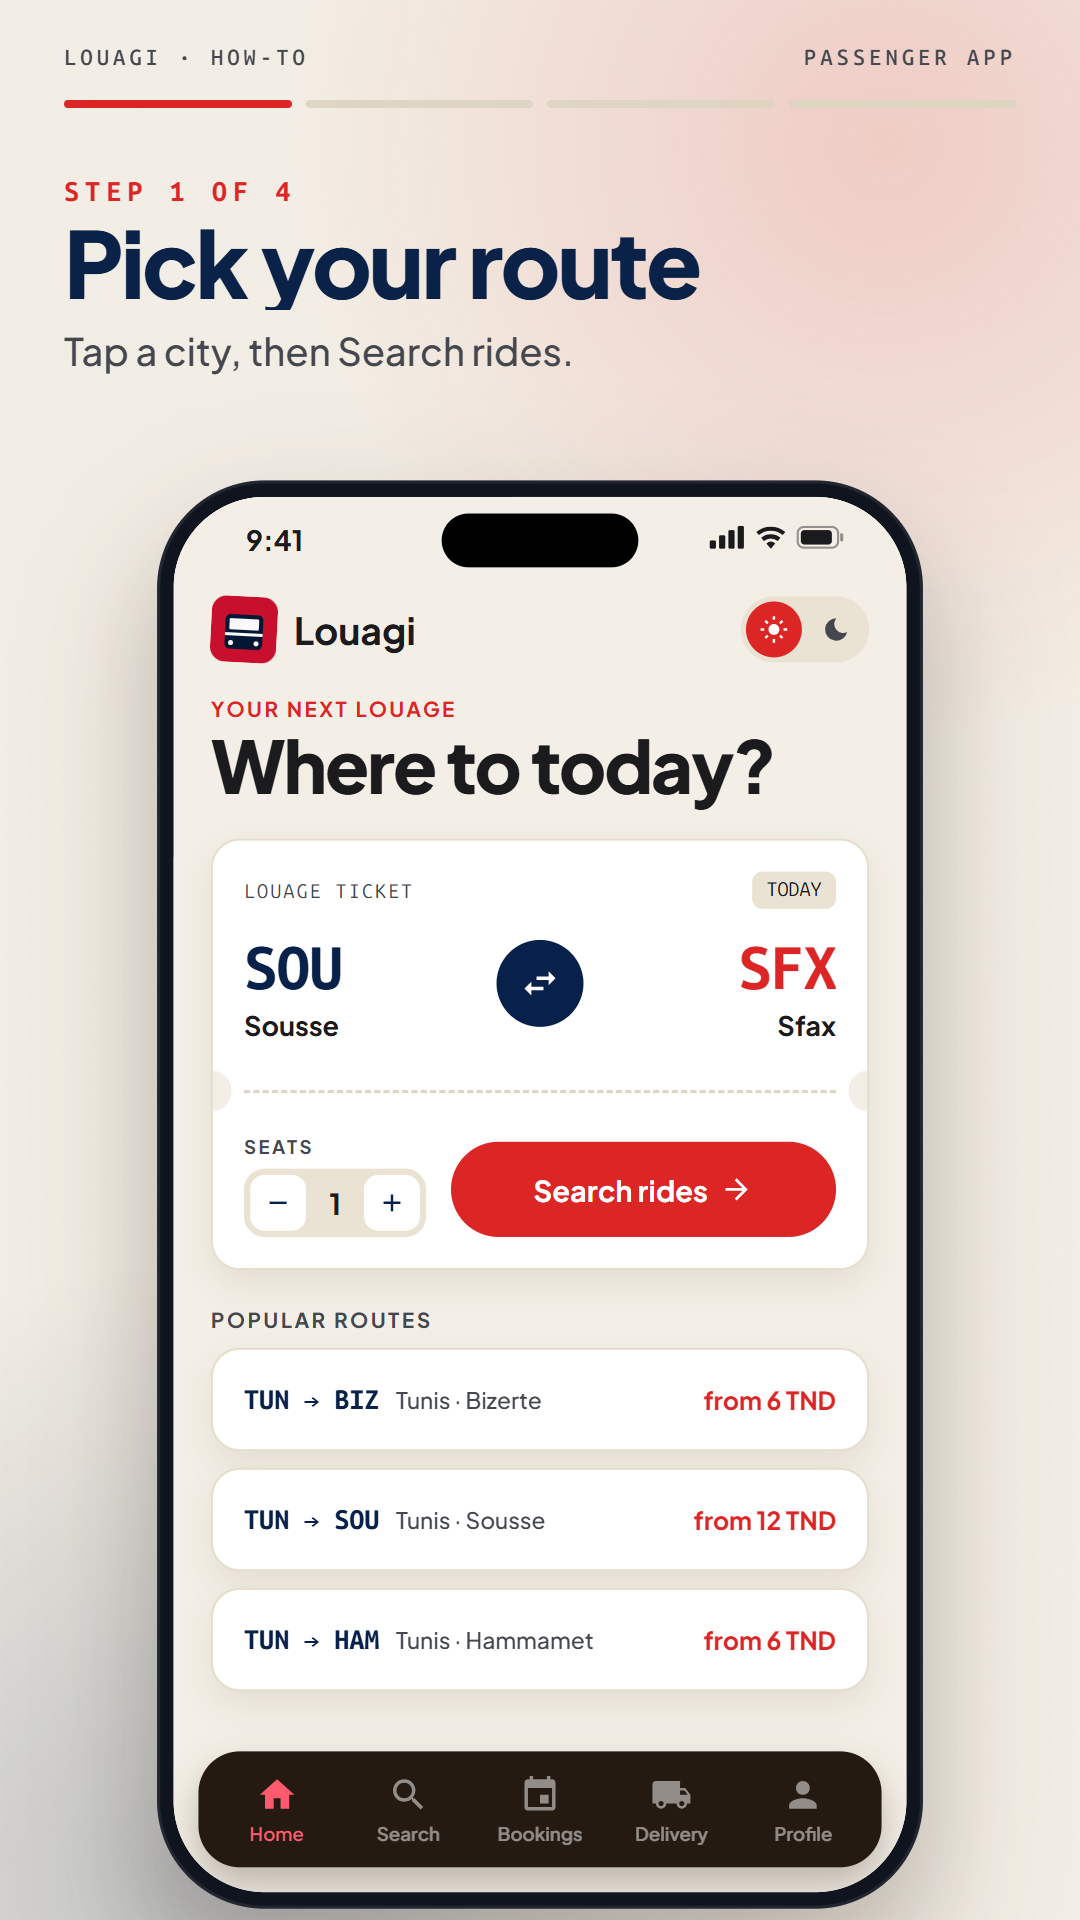 LOUAGI · HOW-TO
PASSENGER APP
STEP 1 OF 4
Pick your route
Tap a city, then Search rides.
9:41
Louagi
YOUR NEXT LOUAGE
Where to today?
LOUAGE TICKET
TODAY
SOU
SFX
Sousse
Sfax
SEATS
− 1 +
Search rides →
POPULAR ROUTES
TUN → BIZ Tunis · Bizerte from 6 TND
TUN → SOU Tunis · Sousse from 12 TND
TUN → HAM Tunis · Hammamet from 6 TND
Home Search Bookings Delivery Profile